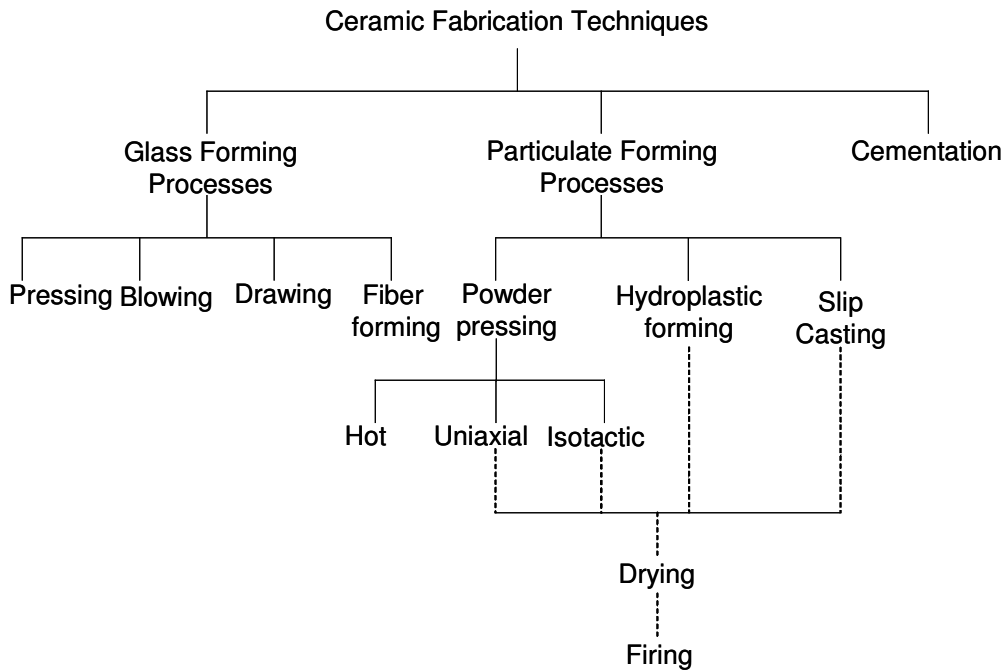 Ceramic Fabrication Techniques
Glass Forming
Processes
Particulate Forming
Processes
Cementation
Pressing
Blowing
Drawing
Fiber
forming
Powder
pressing
Hydroplastic
forming
Slip
Casting
Hot
Uniaxial
Isotactic
Drying
Firing